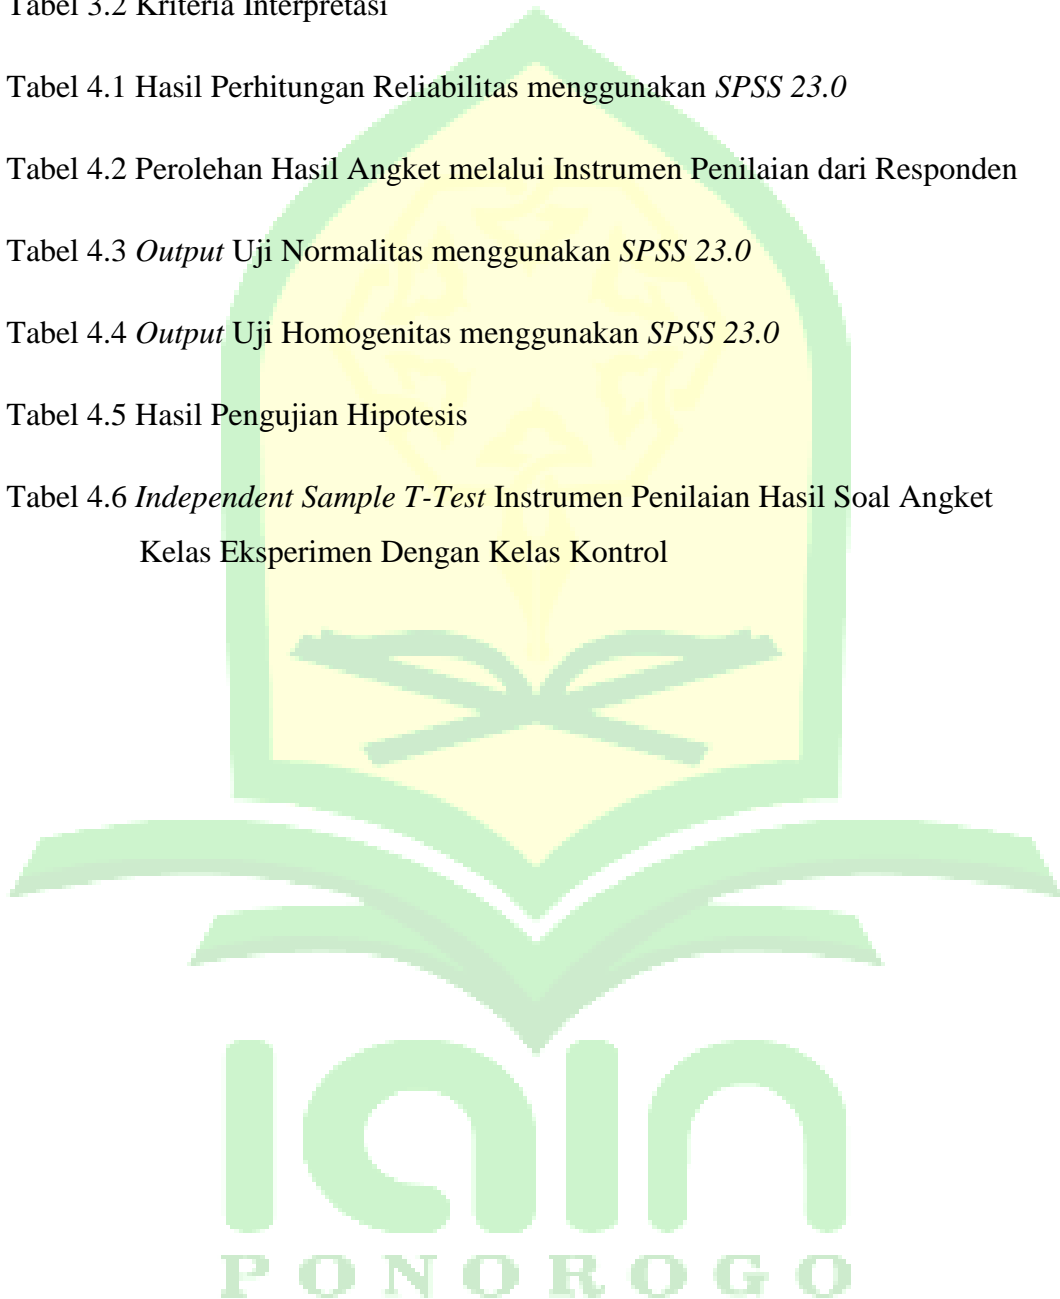 Tabel 3.2 Kriteria Interpretasi
Tabel 4.1 Hasil Perhitungan Reliabilitas menggunakan SPSS 23.0
Tabel 4.2 Perolehan Hasil Angket melalui Instrumen Penilaian dari Responden
Tabel 4.3 Output Uji Normalitas menggunakan SPSS 23.0
Tabel 4.4 Output Uji Homogenitas menggunakan SPSS 23.0
Tabel 4.5 Hasil Pengujian Hipotesis
Tabel 4.6 Independent Sample T-Test Instrumen Penilaian Hasil Soal Angket
Kelas Eksperimen Dengan Kelas Kontrol
iain
PONOROGO